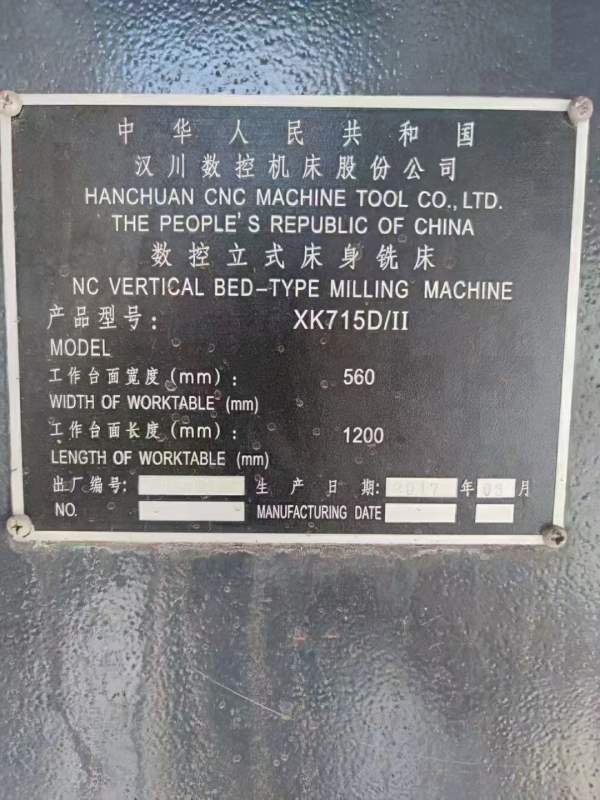 中华人民共和国
汉川数控机床股份公司
HANCHUAN CNC MACHINE TOOL CO., LTD.
THE PEOPLE'S REPUBLIC OF CHINA
数控立式床身铣床
NC VERTICAL BED-TYPE MILLING MACHINE
产品型号: XK715D/II
MODEL
工作台面宽度(mm): 560
WIDTH OF WORKTABLE (mm)
工作台面长度(mm): 1200
LENGTH OF WORKTABLE (mm)
出厂编号: 生产日期: 2017 年 月
NO. MANUFACTURING DATE